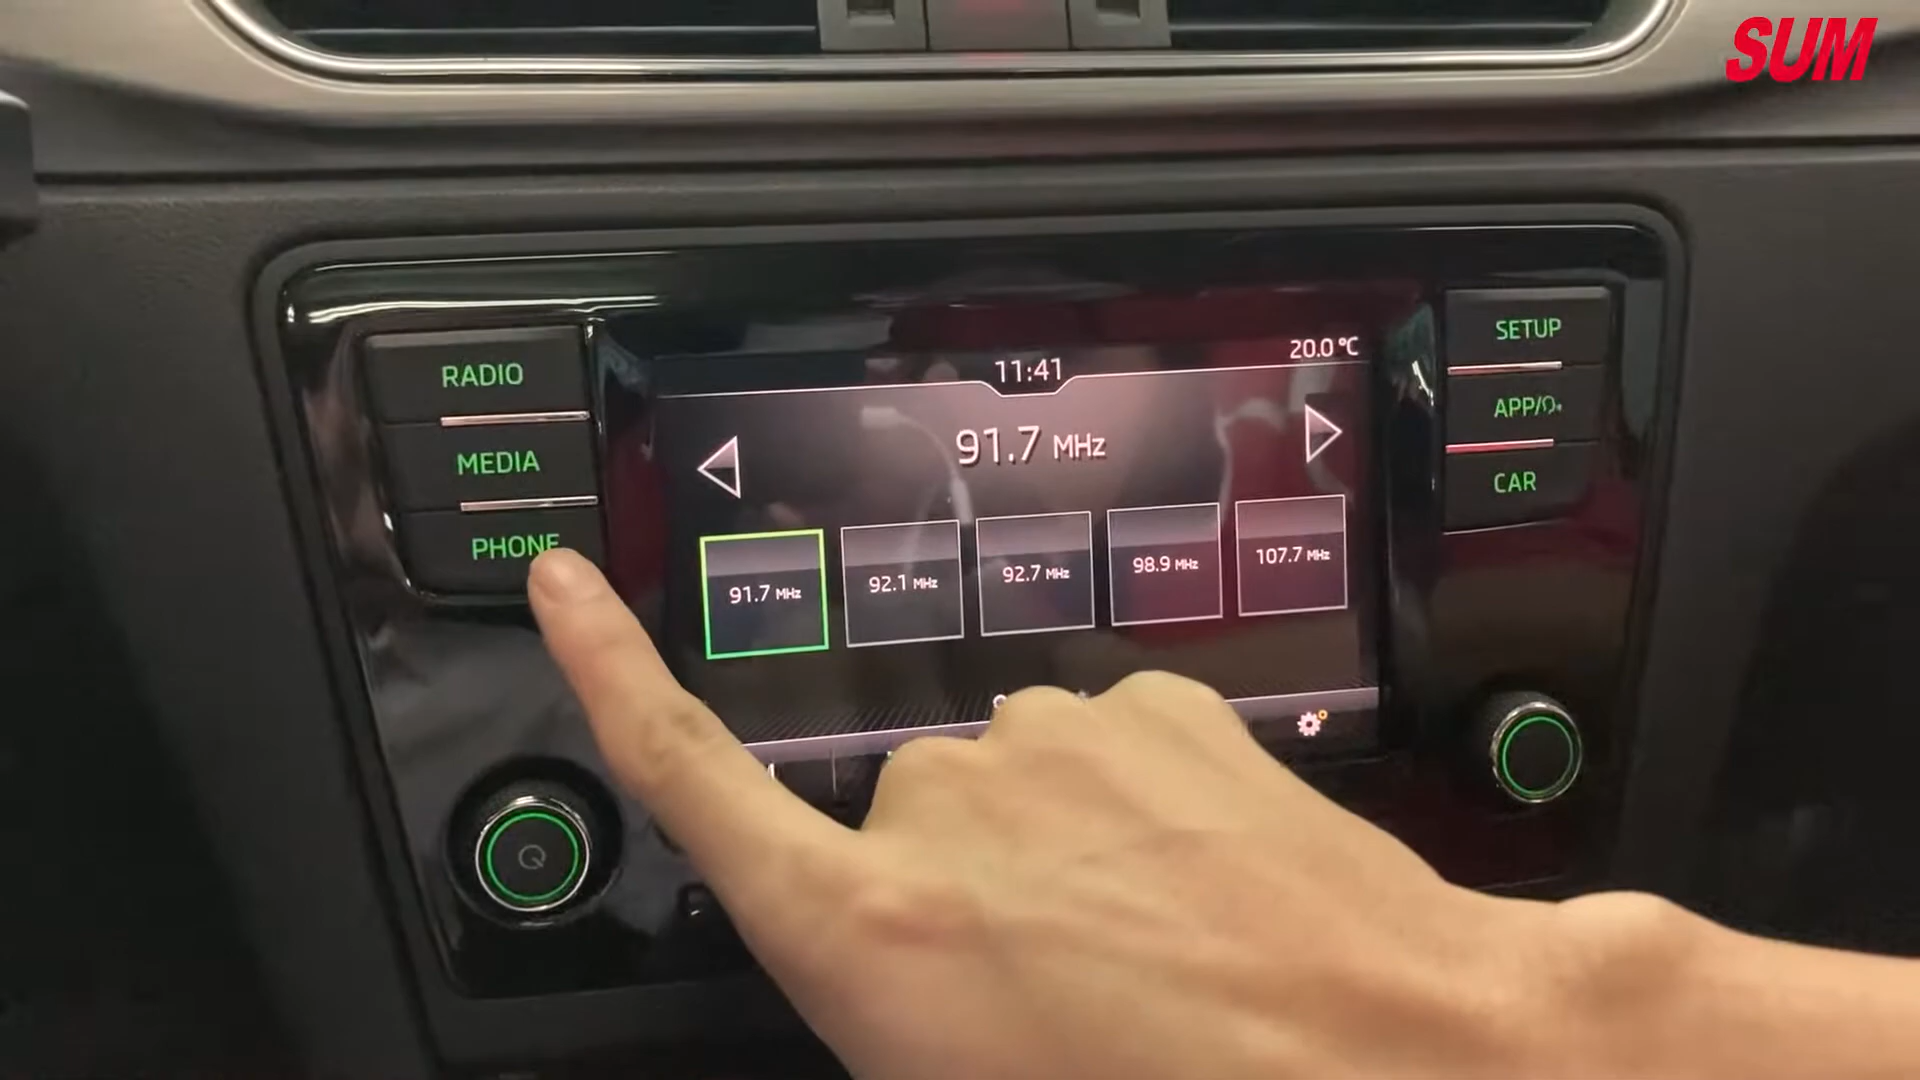 SUM
RADIO
MEDIA
PHONE
11:41
20.0 °C
91.7 MHz
91.7 MHz
92.1 MHz
92.7 MHz
98.9 MHz
107.7 MHz
SETUP
APP/
CAR